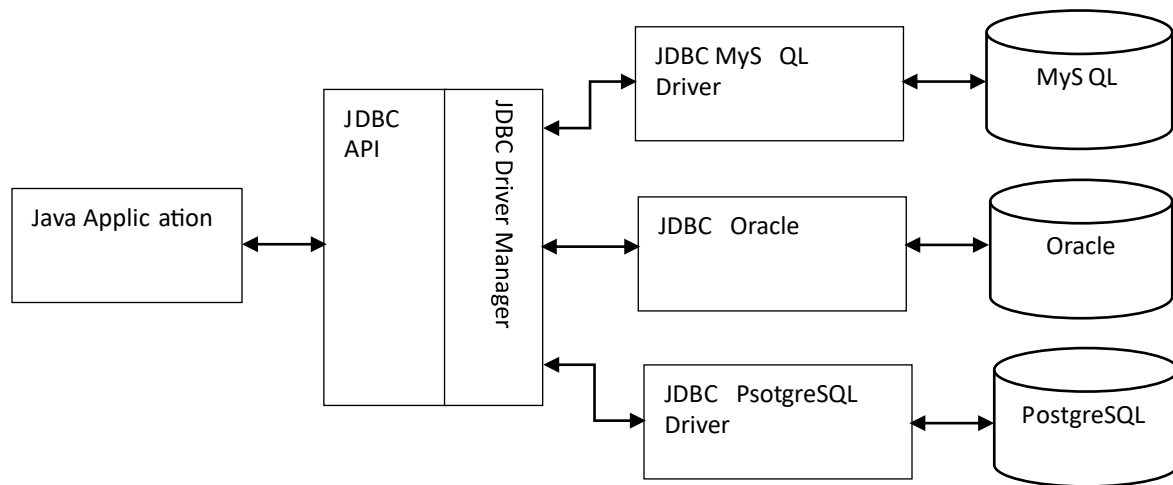 Java Applic ation
JDBC
API
JDBC Driver Manager
JDBC MyS QL
Driver
MyS QL
JDBC Oracle
Oracle
JDBC PsotgreSQL
Driver
PostgreSQL